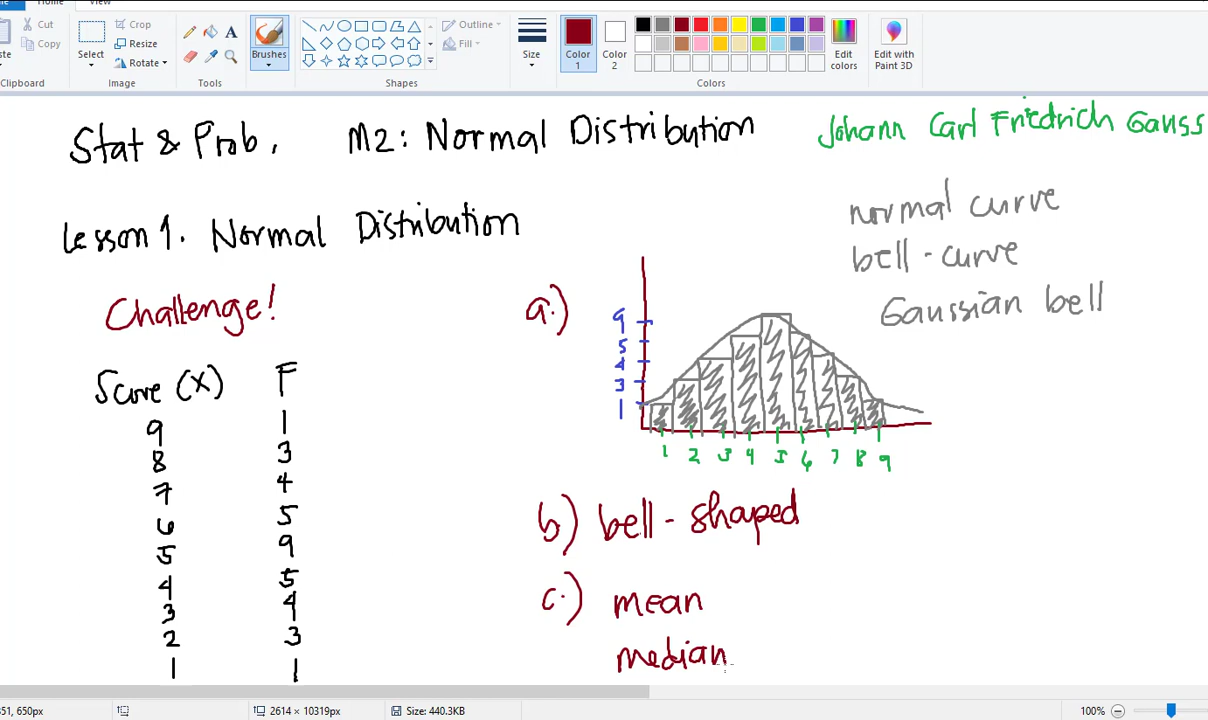 Home
View
Cut
Copy
Clipboard
Select
Crop
Resize
Rotate
Image
Tools
Brushes
Outline
Fill
Shapes
Size
Color
1
Color
2
Edit
colors
Edit with
Paint 3D
Colors
Stat & Prob. M2: Normal Distribution
Johann Carl Friedrich Gauss
Lesson 1. Normal Distribution
normal curve
bell-curve
Gaussian bell
Challenge!
Score (X) F
9 1
8 3
7 4
6 5
5 9
4 5
3 4
2 3
1 1
a.)
9
5
4
3
1
1 2 3 4 5 6 7 8 9
b) bell-shaped
c.) mean
median
351, 650px
2614 × 10319px
Size: 440.3KB
100%